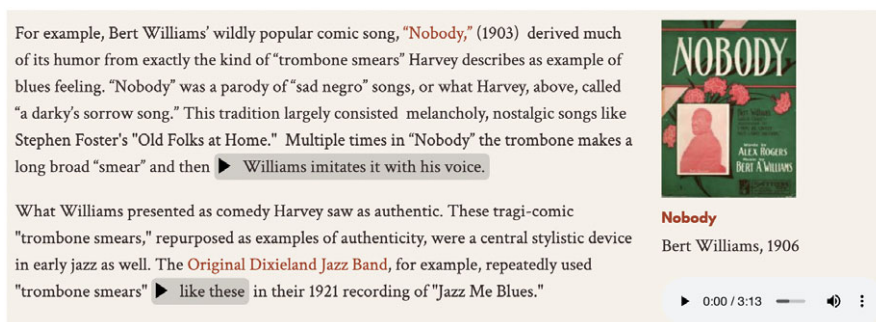 For example, Bert Williams’ wildly popular comic song, “Nobody,” (1903) derived much
of its humor from exactly the kind of “trombone smears” Harvey describes as example of
blues feeling. “Nobody” was a parody of “sad negro” songs, or what Harvey, above, called
“a darky’s sorrow song.” This tradition largely consisted melancholy, nostalgic songs like
Stephen Foster's "Old Folks at Home." Multiple times in “Nobody” the trombone makes a
long broad “smear” and then Williams imitates it with his voice.
What Williams presented as comedy Harvey saw as authentic. These tragi-comic
"trombone smears," repurposed as examples of authenticity, were a central stylistic device
in early jazz as well. The Original Dixieland Jazz Band, for example, repeatedly used
"trombone smears" like these in their 1921 recording of "Jazz Me Blues."
NOBODY
Bert Williams
ALEX ROGERS
BERT A. WILLIAMS
Nobody
Bert Williams, 1906
0:00 / 3:13